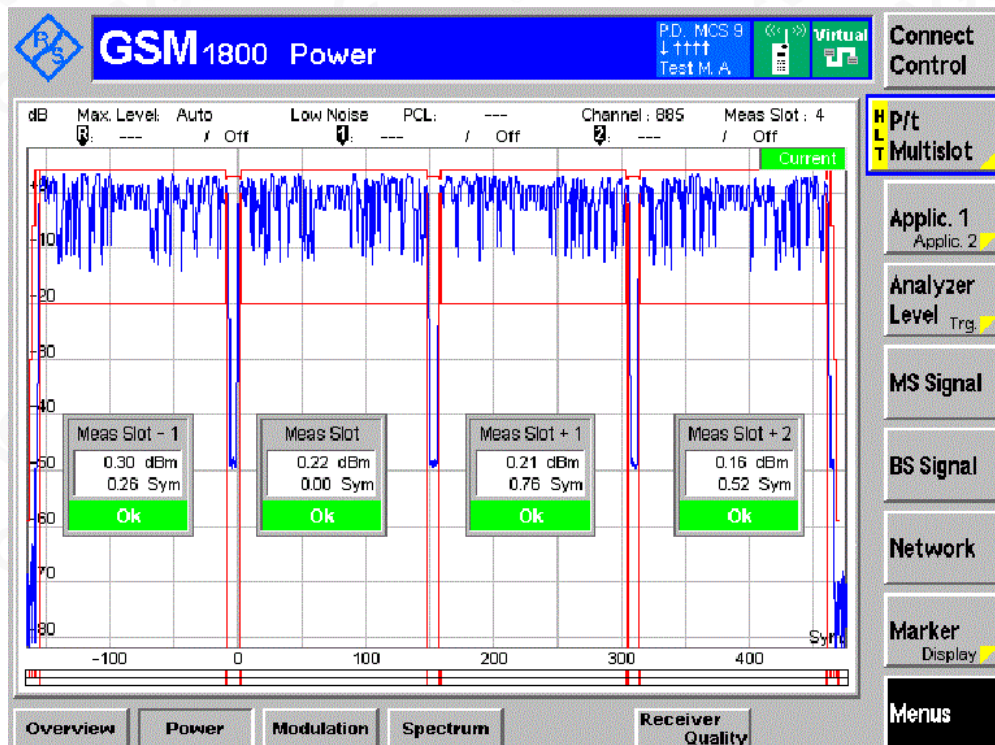 R S
GSM 1800 Power
P.D. MCS 9
↓ ↑↑↑↑
Test M. A.
Virtual
Connect Control
dB Max. Level: Auto Low Noise PCL: --- Channel : 885 Meas Slot : 4
R: --- / Off 1: --- / Off 2: --- / Off
HLT
P/t Multislot
Current
Applic. 1
Applic. 2
Analyzer Level Trg.
MS Signal
BS Signal
Network
Marker
Display
Menus
-10
-20
-30
-40
-50
-60
-70
-80
Meas Slot - 1
0.30 dBm
0.26 Sym
Ok
Meas Slot
0.22 dBm
0.00 Sym
Ok
Meas Slot + 1
0.21 dBm
0.76 Sym
Ok
Meas Slot + 2
0.16 dBm
0.52 Sym
Ok
Sym
-100 0 100 200 300 400
Overview Power Modulation Spectrum Receiver Quality